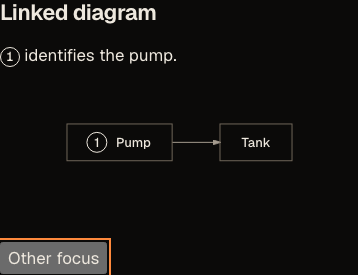 Linked diagram
1 identifies the pump.
1 Pump
Tank
Other focus